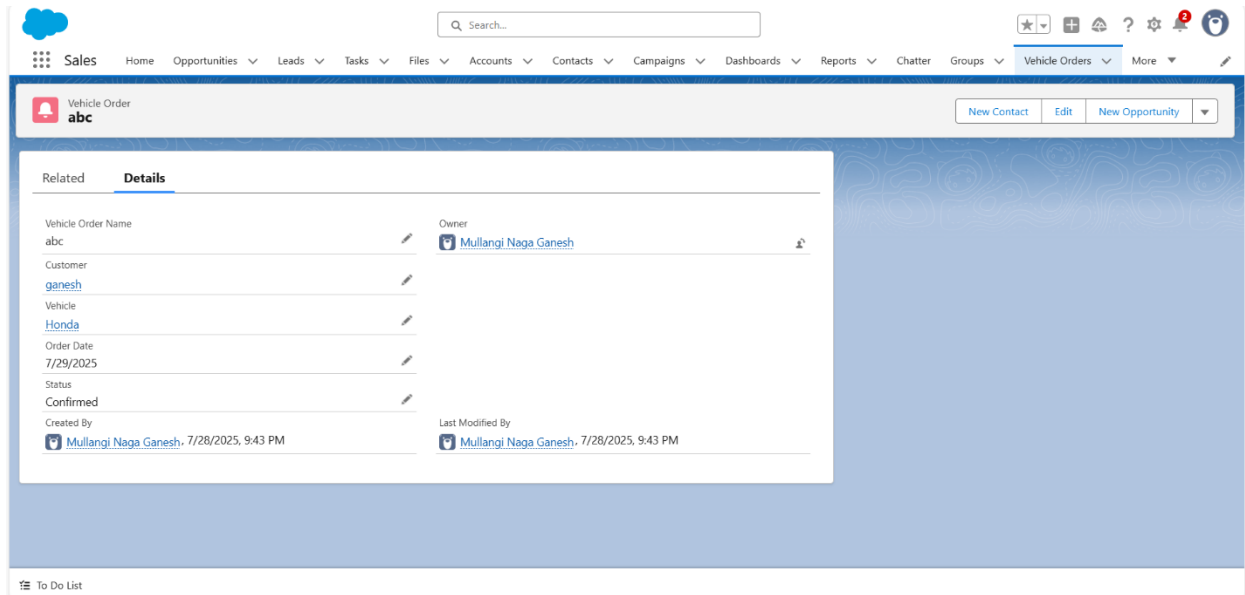 Search...
2
Sales Home Opportunities Leads Tasks Files Accounts Contacts Campaigns Dashboards Reports Chatter Groups Vehicle Orders More
Vehicle Order
abc
New Contact Edit New Opportunity
Related Details
Vehicle Order Name
abc
Owner
Mullangi Naga Ganesh
Customer
ganesh
Vehicle
Honda
Order Date
7/29/2025
Status
Confirmed
Created By
Mullangi Naga Ganesh, 7/28/2025, 9:43 PM
Last Modified By
Mullangi Naga Ganesh, 7/28/2025, 9:43 PM
To Do List